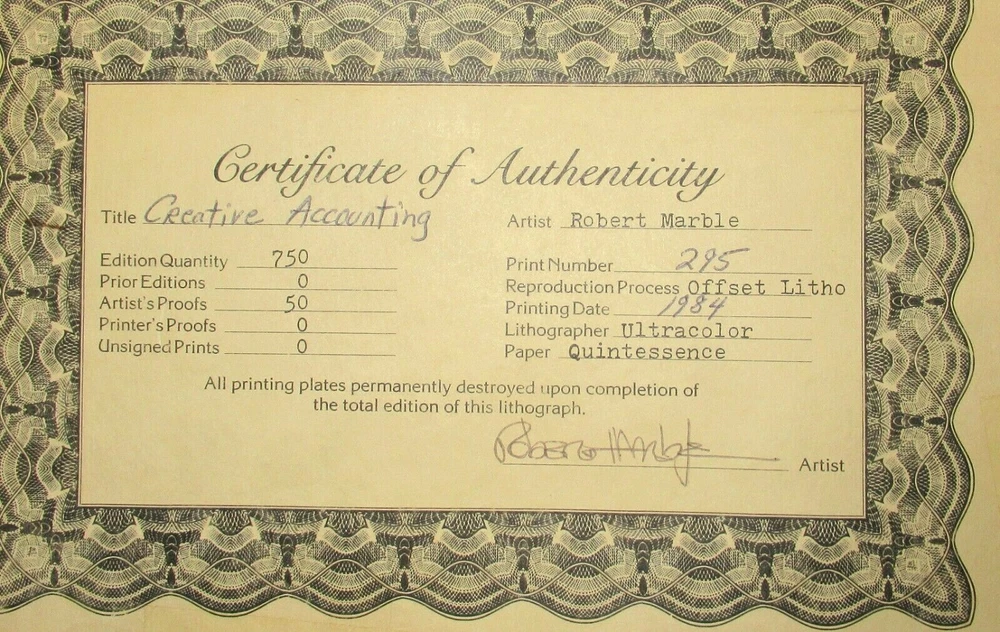 Certificate of Authenticity
Title Creative Accounting
Artist Robert Marble
Edition Quantity 750
Print Number 295
Prior Editions 0
Reproduction Process Offset Litho
Artist's Proofs 50
Printing Date 1984
Printer's Proofs 0
Lithographer Ultracolor
Unsigned Prints 0
Paper Quintessence
All printing plates permanently destroyed upon completion of
the total edition of this lithograph.
Robert Marble
Artist